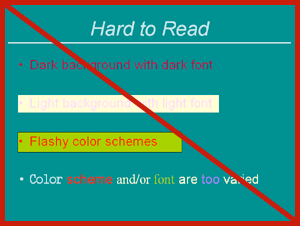 Hard to Read
• Dark background with dark font
• Light background with light font
• Flashy color schemes
• Color scheme and/or font are too varied